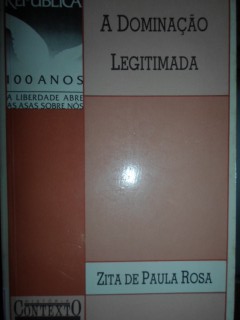 REPÚBLICA
100 ANOS
A LIBERDADE ABRE
AS ASAS SOBRE NÓS
A DOMINAÇÃO
LEGITIMADA
ZITA DE PAULA ROSA
CONTEXTO